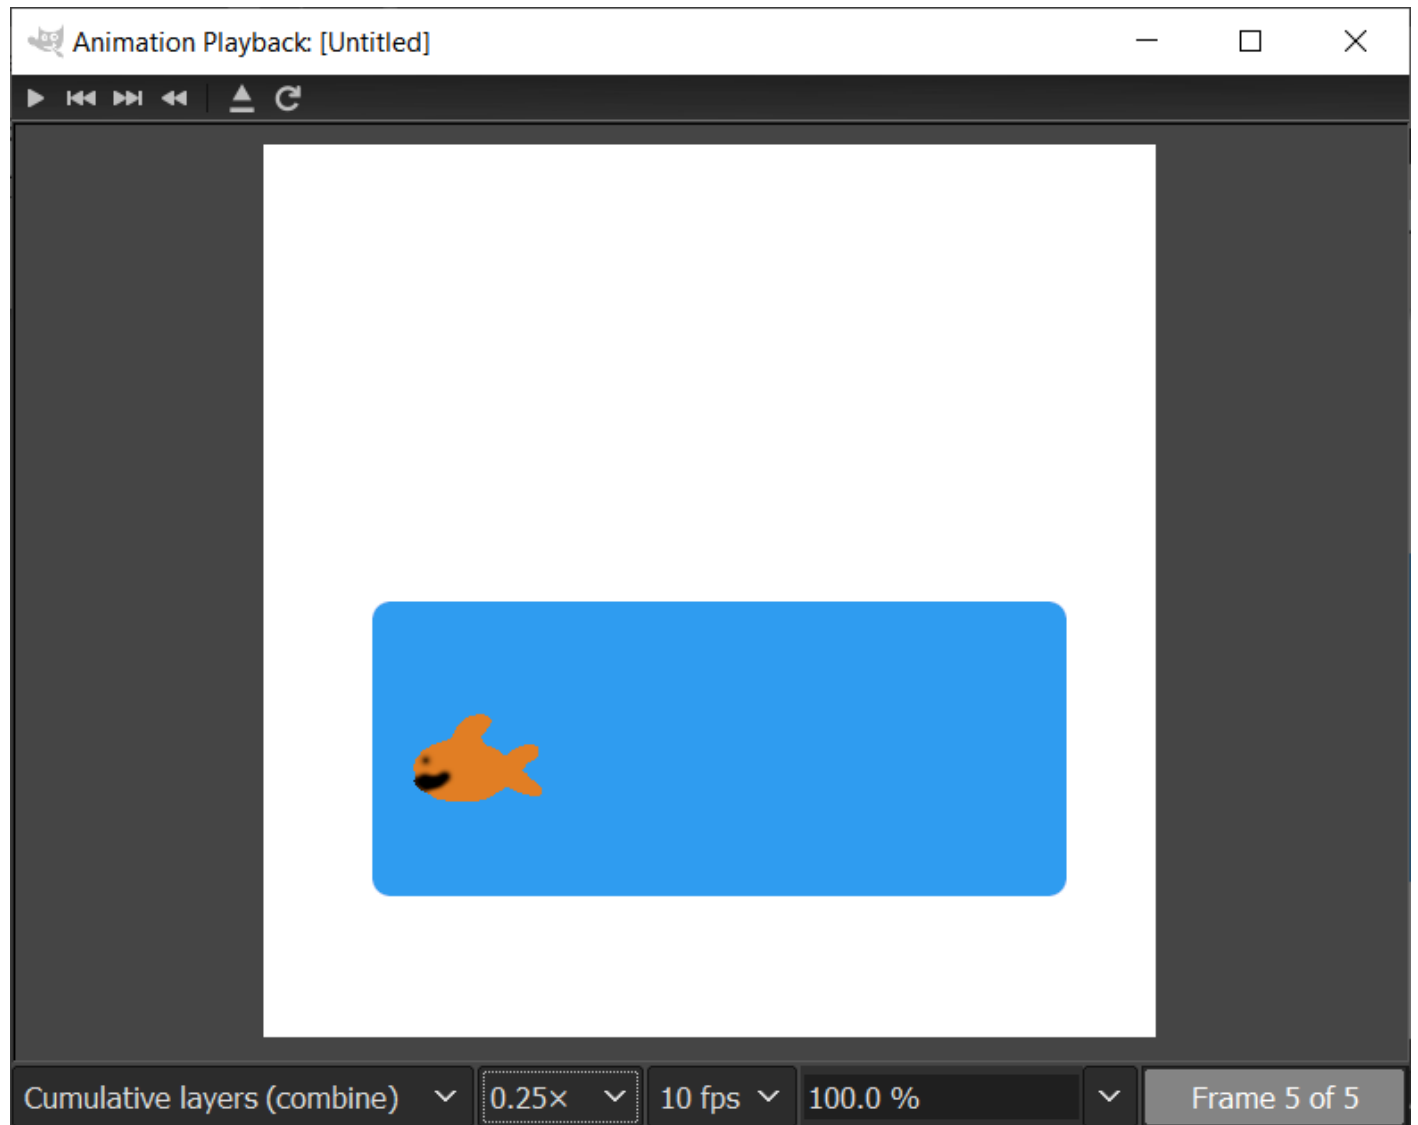 Animation Playback: [Untitled]
Cumulative layers (combine) 0.25× 10 fps 100.0 % Frame 5 of 5